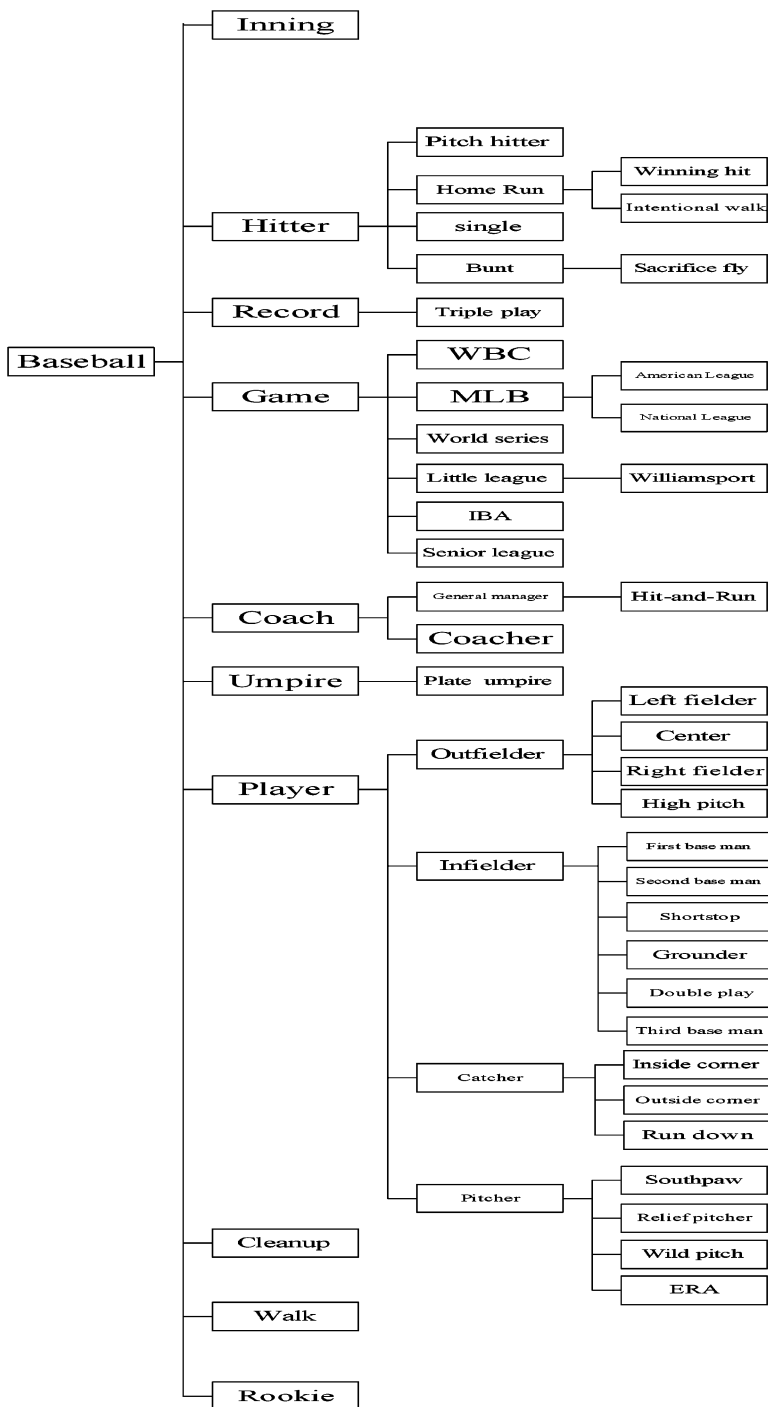 Inning
Pitch hitter
Winning hit
Home Run
Intentional walk
Hitter
single
Bunt
Sacrifice fly
Record
Triple play
Baseball
WBC
American League
Game
MLB
National League
World series
Little league
Williamsport
IBA
Senior league
General manager
Hit-and-Run
Coach
Coacher
Umpire
Plate umpire
Left fielder
Center
Outfielder
Right fielder
Player
High pitch
First base man
Infielder
Second base man
Shortstop
Grounder
Double play
Third base man
Inside corner
Catcher
Outside corner
Run down
Southpaw
Pitcher
Relief pitcher
Wild pitch
Cleanup
ERA
Walk
Rookie